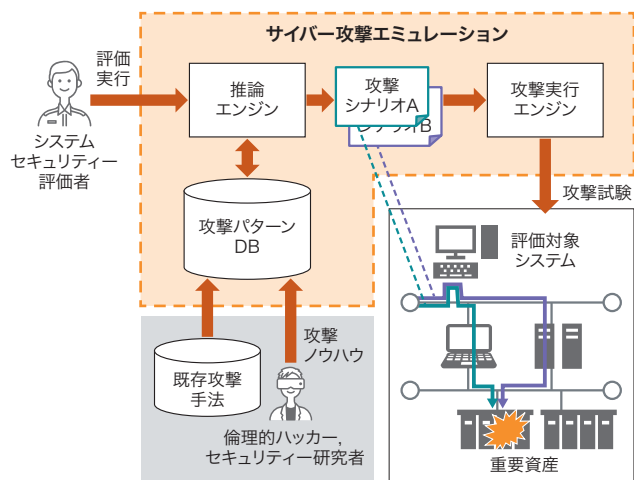 サイバー攻撃エミュレーション
評価
実行
推論
エンジン
攻撃
シナリオA
シナリオB
攻撃実行
エンジン
システム
セキュリティー
評価者
攻撃試験
攻撃パターン
DB
評価対象
システム
攻撃
ノウハウ
既存攻撃
手法
倫理的ハッカー,
セキュリティー研究者
重要資産